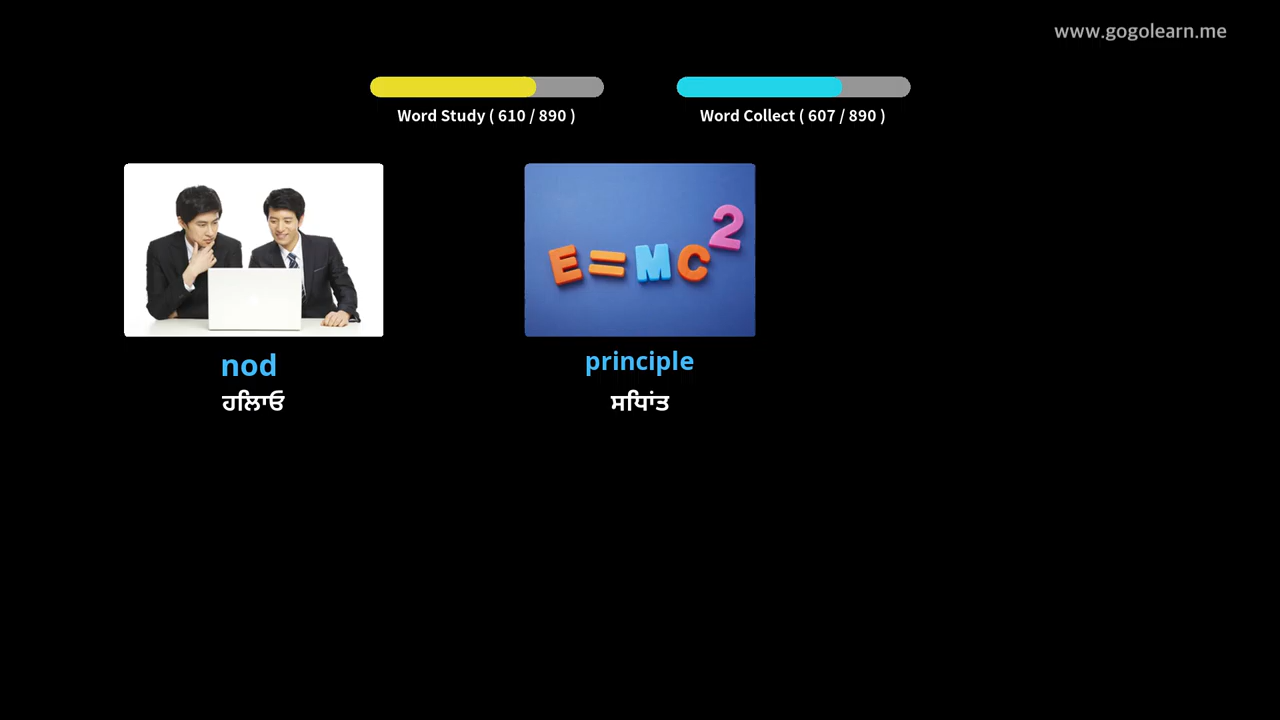 www.gogolearn.me
Word Study ( 610 / 890 )
Word Collect ( 607 / 890 )
E=MC2
nod
principle
ਹਲਿਾਓ
ਸਧਿਾਂਤ